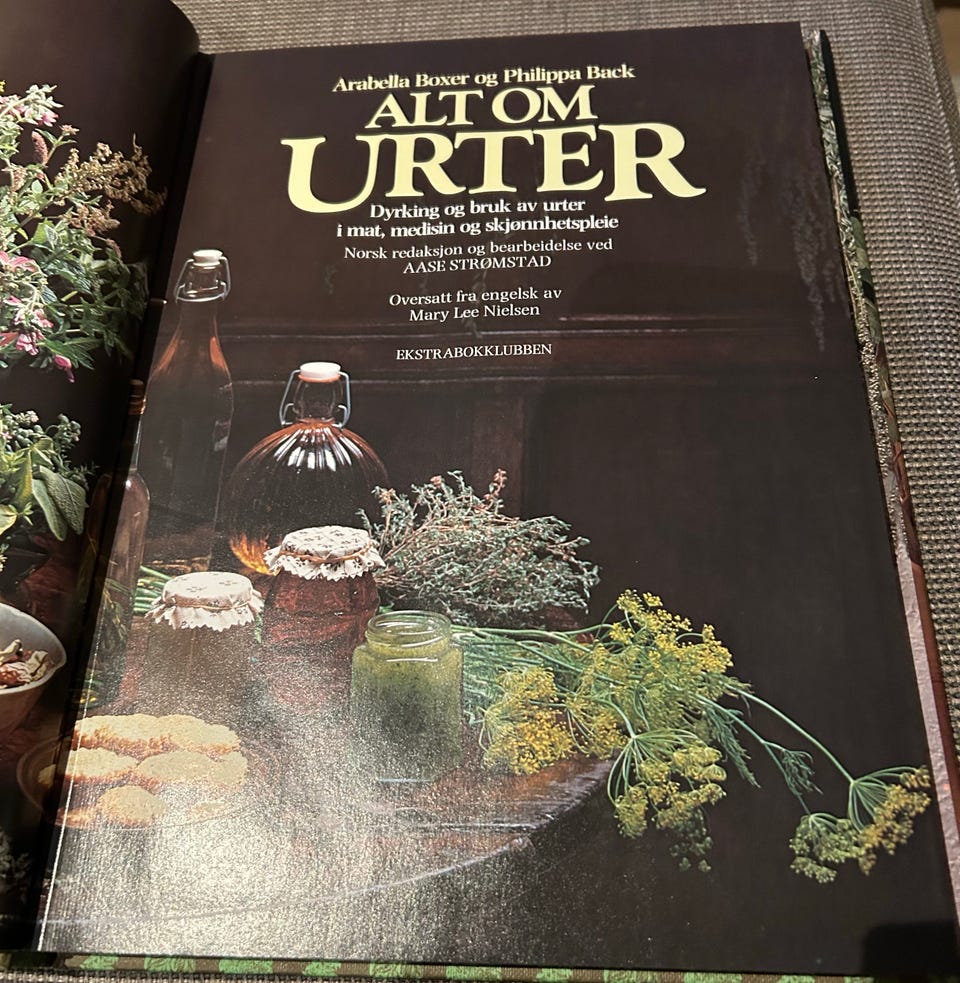 Arabella Boxer og Philippa Back
ALT OM
URTER
Dyrking og bruk av urter
i mat, medisin og skjønnhetspleie
Norsk redaksjon og bearbeidelse ved
AASE STRØMSTAD
Oversatt fra engelsk av
Mary Lee Nielsen
EKSTRABOKKLUBBEN